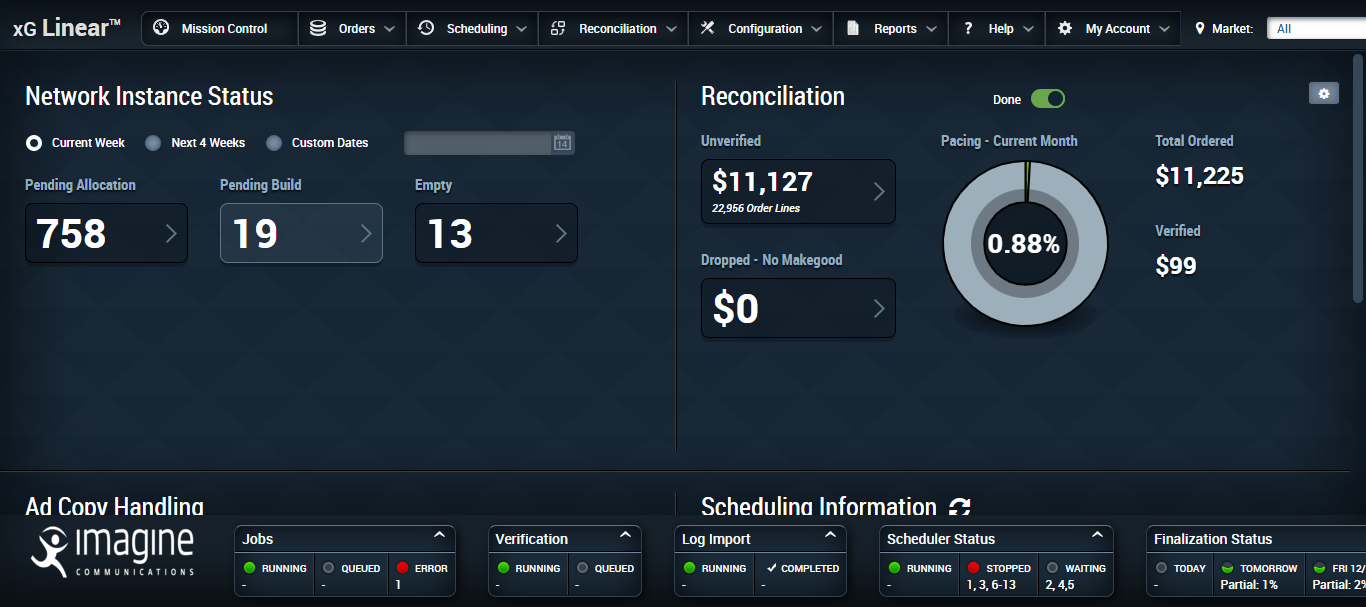 xG Linear™
Mission Control
Orders
Scheduling
Reconciliation
Configuration
Reports
? Help
My Account
Market:
All
Network Instance Status
Current Week
Next 4 Weeks
Custom Dates
14
Pending Allocation
Pending Build
Empty
758
19
13
Reconciliation
Done
Unverified
$11,127
22,956 Order Lines
Dropped - No Makegood
$0
Pacing - Current Month
0.88%
Total Ordered
$11,225
Verified
$99
Ad Copy Handling
Scheduling Information
imagine
COMMUNICATIONS
Jobs
RUNNING
-
QUEUED
-
ERROR
1
Verification
RUNNING
-
QUEUED
-
Log Import
RUNNING
-
COMPLETED
-
Scheduler Status
RUNNING
-
STOPPED
1, 3, 6-13
WAITING
2, 4,5
Finalization Status
TODAY
-
TOMORROW
Partial: 1%
FRI 12/
Partial: 2%